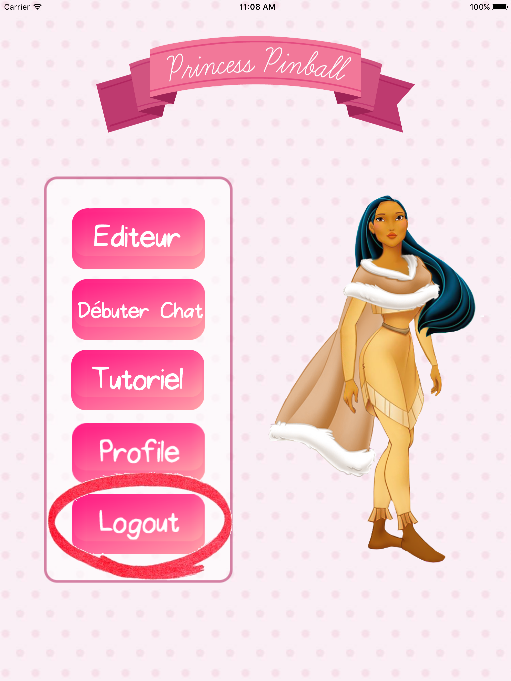 Carrier 11:08 AM 100%
Princess Pinball
Editeur
Débuter Chat
Tutoriel
Profile
Logout